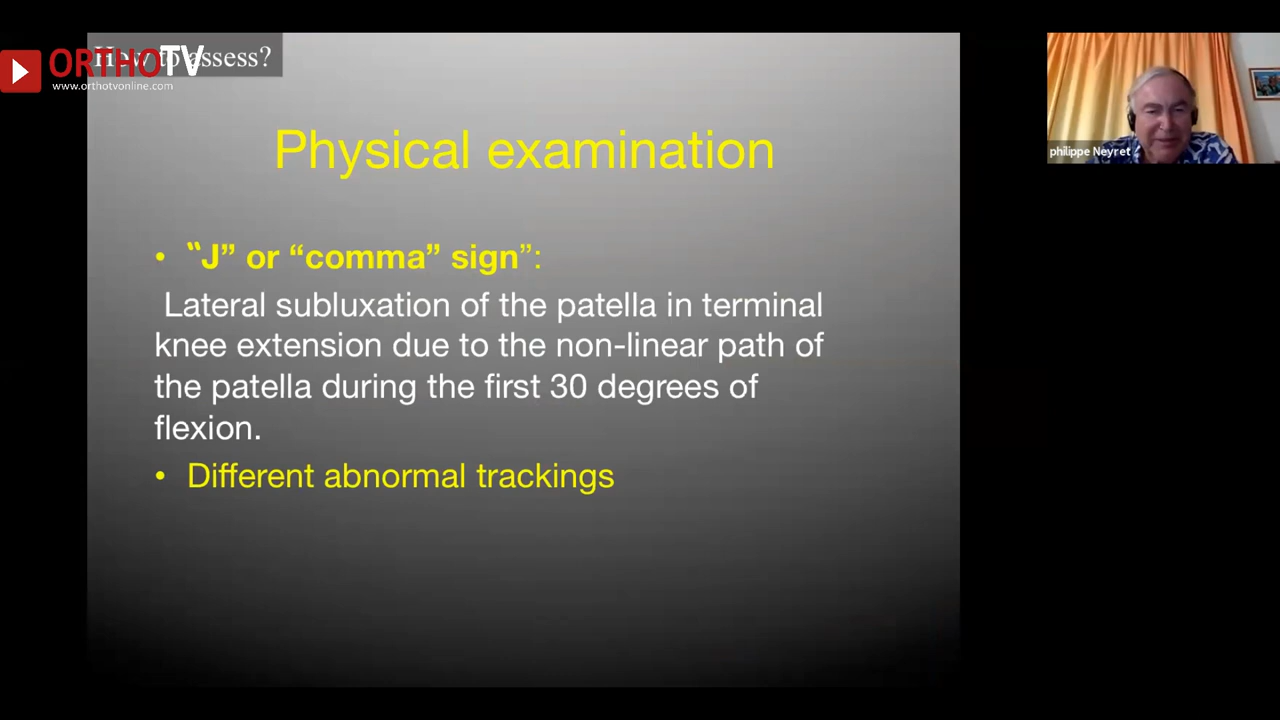 How to assess?
ORTHOTV
www.orthotvonline.com
philippe Neyret
Physical examination
• “J” or “comma” sign”:
Lateral subluxation of the patella in terminal
knee extension due to the non-linear path of
the patella during the first 30 degrees of
flexion.
• Different abnormal trackings